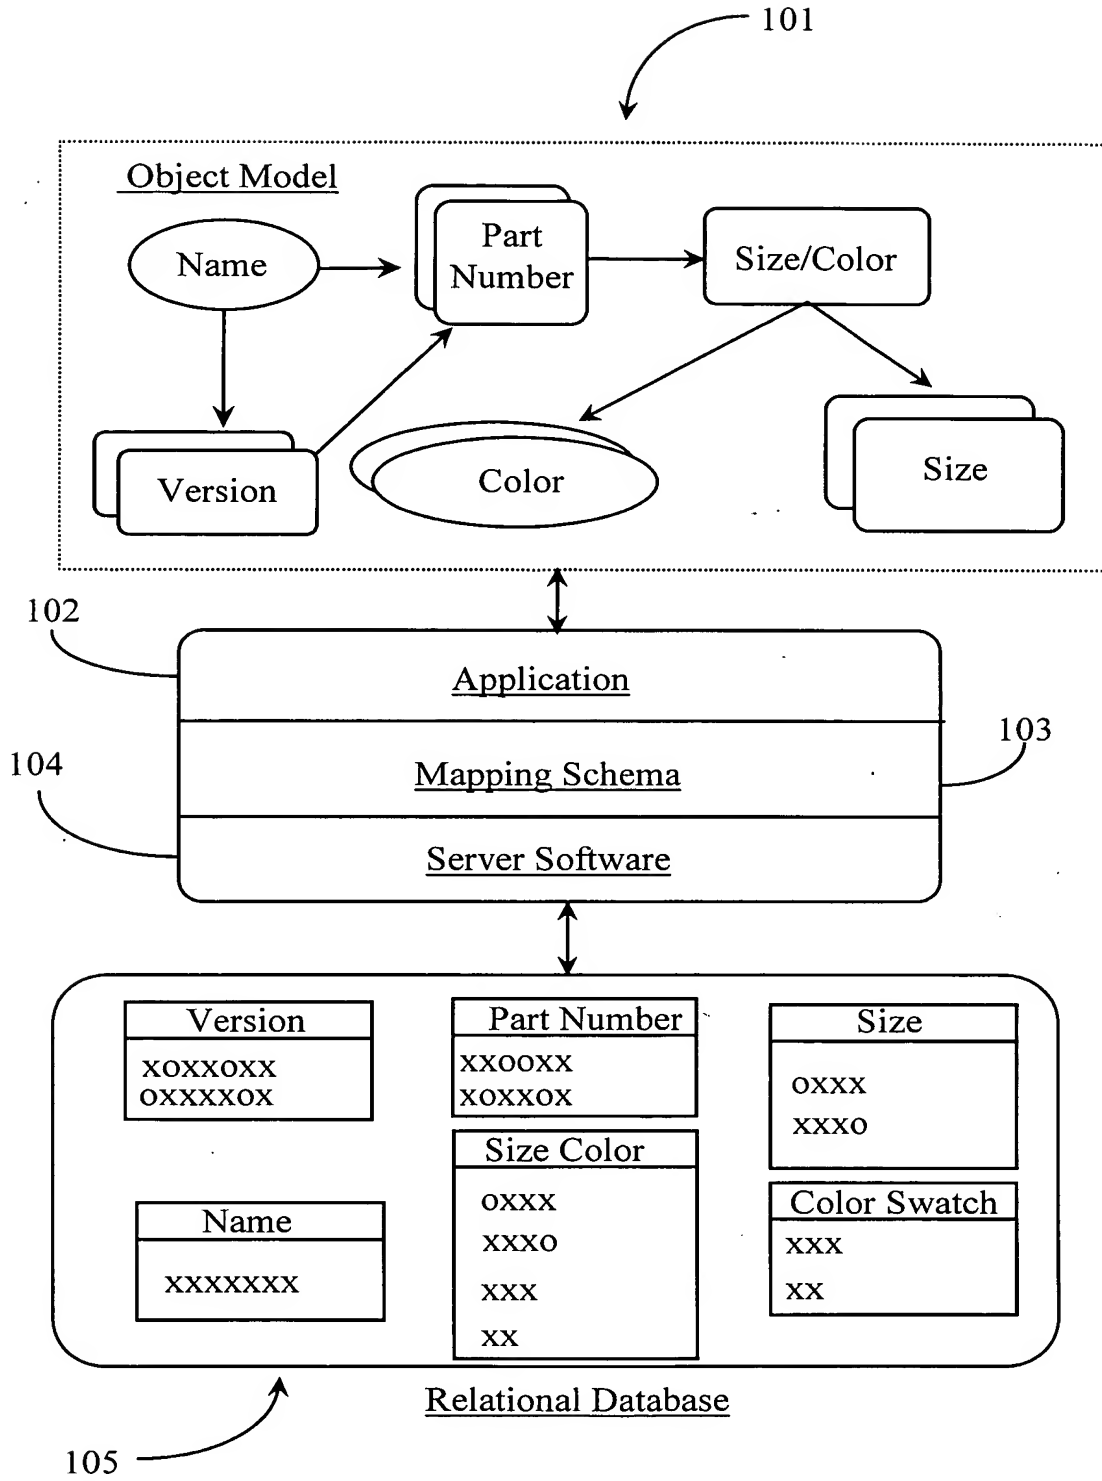 101
Object Model
Name
Part
Number
Size/Color
Version
Color
Size
102
Application
103
Mapping Schema
104
Server Software
Version
xoxxoxx
oxxxxox
Part Number
xxooxx
xoxxox
Size
oxxx
xxxo
Name
xxxxxxx
Size Color
oxxx
xxxo
xxx
xx
Color Swatch
xxx
xx
Relational Database
105